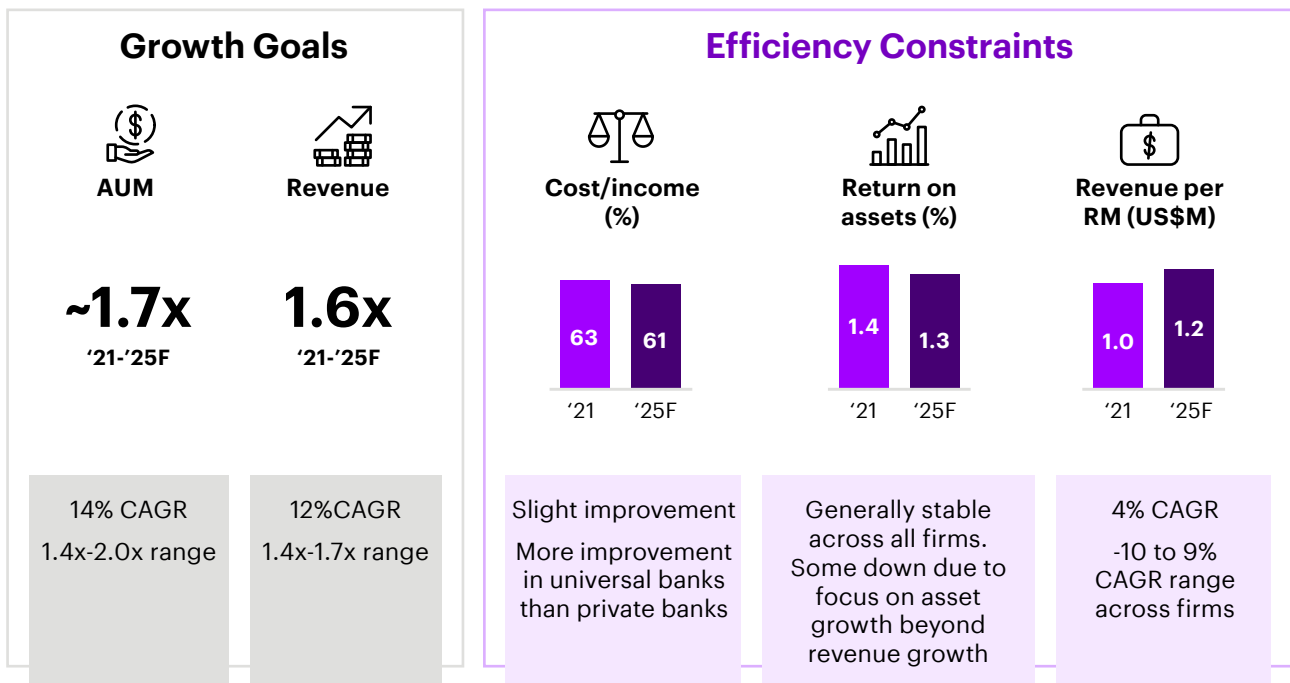 Growth Goals
AUM
Revenue
~1.7x
1.6x
‘21-’25F
‘21-’25F
14% CAGR
1.4x-2.0x range
12%CAGR
1.4x-1.7x range
Efficiency Constraints
Cost/income
(%)
63
61
‘21
‘25F
Slight improvement
More improvement
in universal banks
than private banks
$
Return on
assets (%)
1.4
1.3
‘21
‘25F
Generally stable
across all firms.
Some down due to
focus on asset
growth beyond
revenue growth
$
Revenue per
RM (US$M)
1.0
1.2
‘21
‘25F
4% CAGR
-10 to 9%
CAGR range
across firms